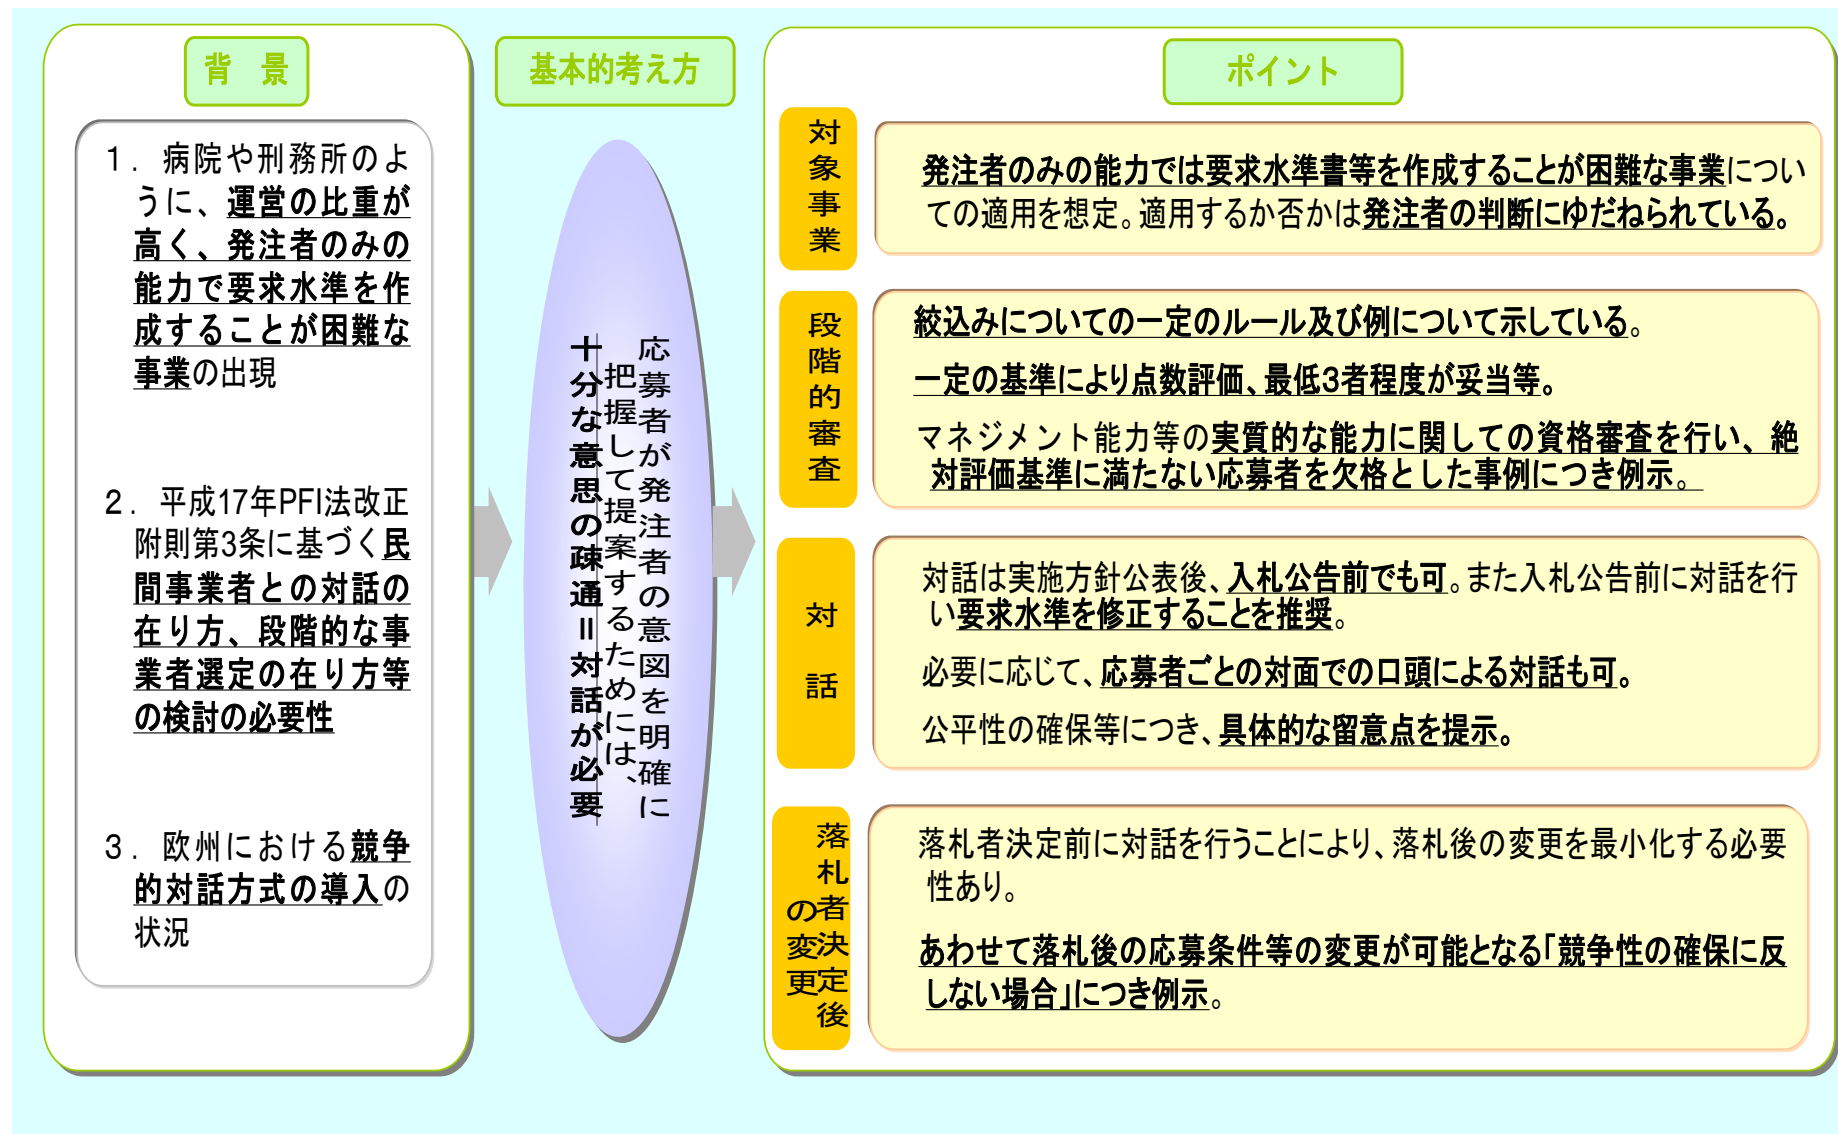 背　景
１．病院や刑務所のよ
うに、運営の比重が
高く、発注者のみの
能力で要求水準を作
成することが困難な
事業の出現
２．平成17年PFI法改正
附則第3条に基づく民
間事業者との対話の
在り方、段階的な事
業者選定の在り方等
の検討の必要性
３．欧州における競争
的対話方式の導入の
状況
基本的考え方
応募者が発注者の意図を明確に
把握して提案するためには、
十分な意思の疎通＝対話が必要
ポイント
対象事業
発注者のみの能力では要求水準書等を作成することが困難な事業につい
ての適用を想定。適用するか否かは発注者の判断にゆだねられている。
段階的審査
絞込みについての一定のルール及び例について示している。
一定の基準により点数評価、最低3者程度が妥当等。
マネジメント能力等の実質的な能力に関しての資格審査を行い、絶
対評価基準に満たない応募者を欠格とした事例につき例示。
対話
対話は実施方針公表後、入札公告前でも可。また入札公告前に対話を行
い要求水準を修正することを推奨。
必要に応じて、応募者ごとの対面での口頭による対話も可。
公平性の確保等につき、具体的な留意点を提示。
落札者決定後
の変更
落札者決定前に対話を行うことにより、落札後の変更を最小化する必要
性あり。
あわせて落札後の応募条件等の変更が可能となる｢競争性の確保に反
しない場合｣につき例示。